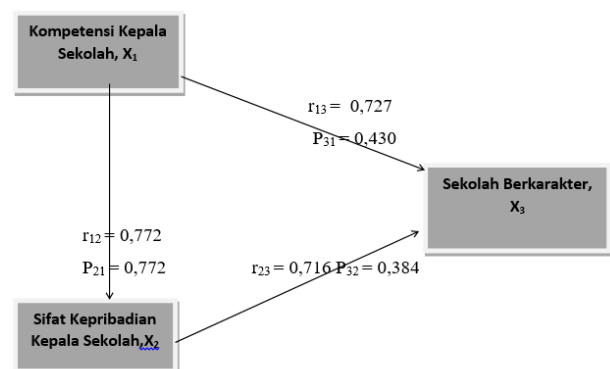 Kompetensi Kepala
Sekolah, X₁
r₁₃ = 0,727
P₃₁ = 0,430
Sekolah Berkarakter,
X₃
r₁₂ = 0,772
P₂₁ = 0,772
r₂₃ = 0,716 P₃₂ = 0,384
Sifat Kepribadian
Kepala Sekolah,X₂